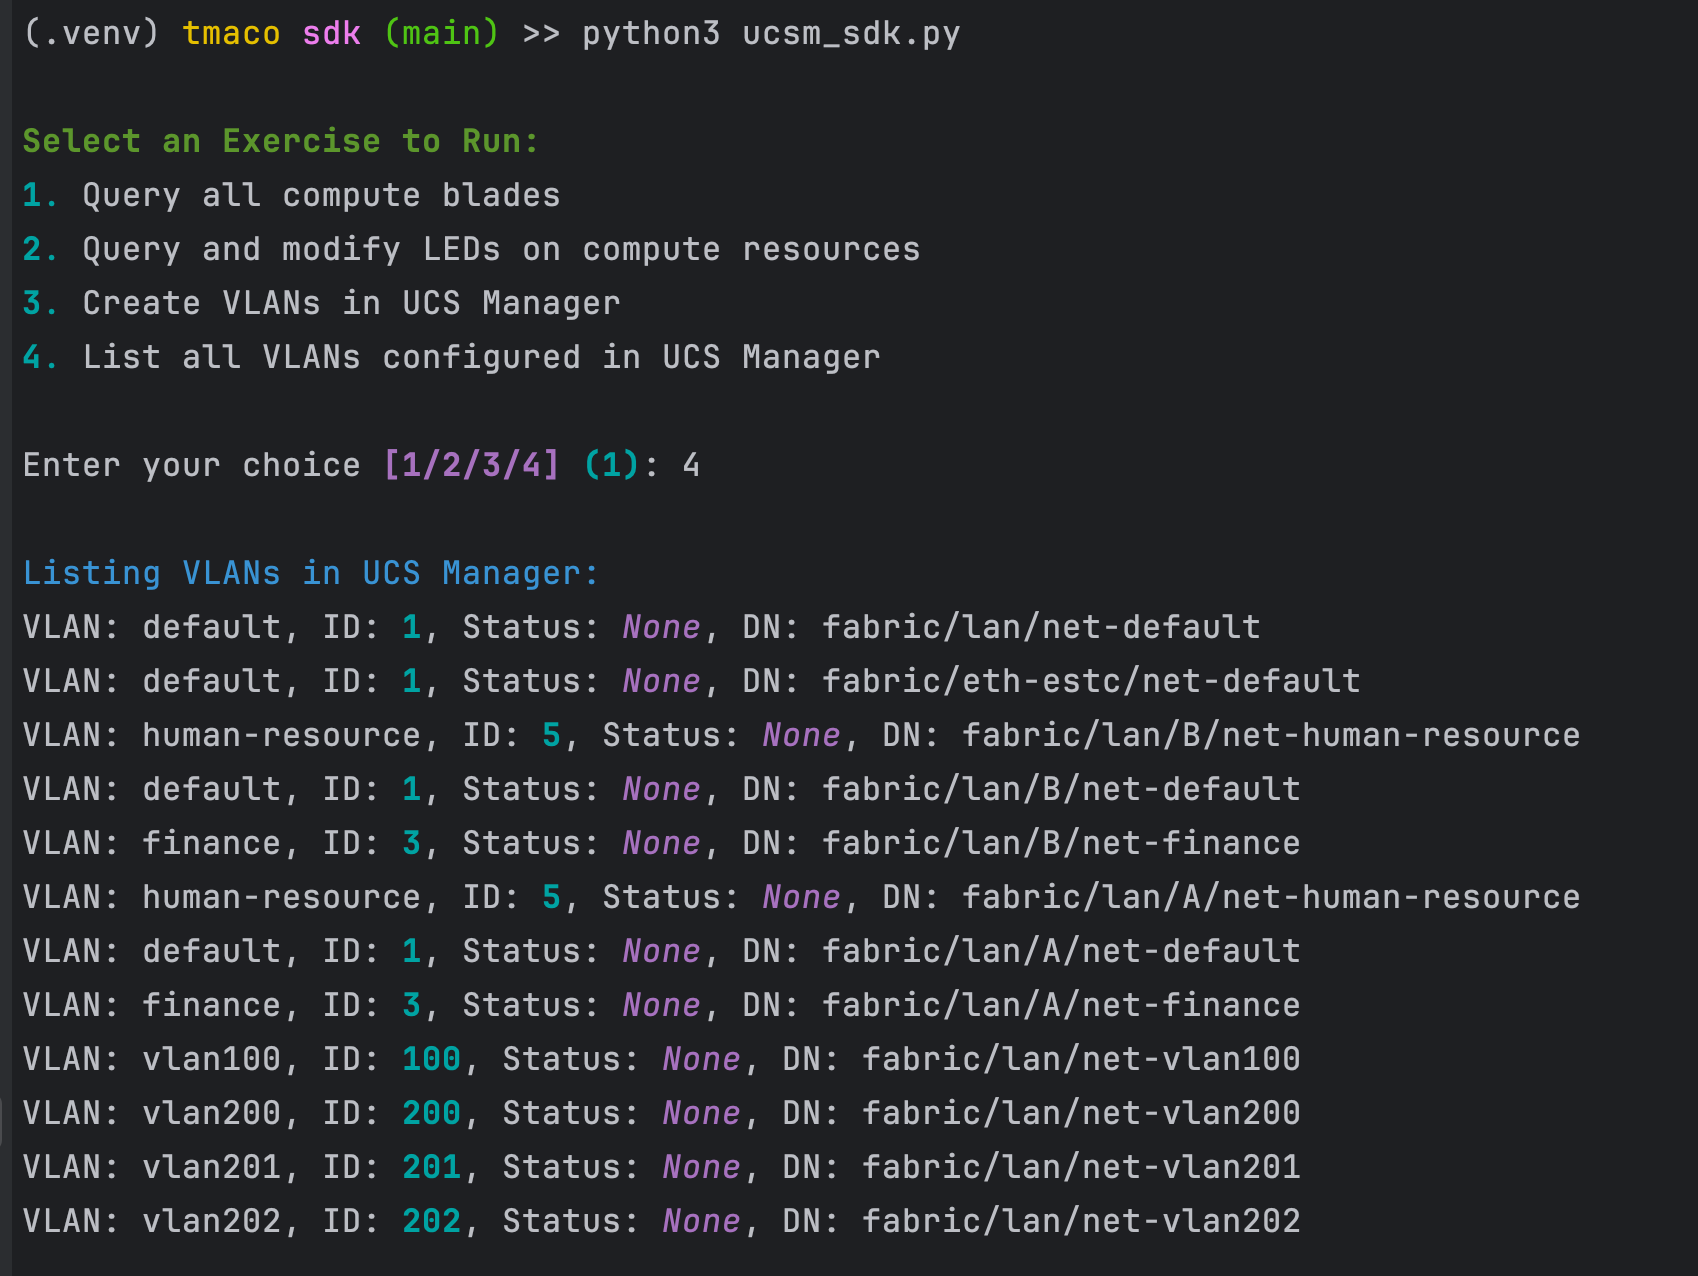 (.venv) tmaco sdk (main) >> python3 ucsm_sdk.py
Select an Exercise to Run:
1. Query all compute blades
2. Query and modify LEDs on compute resources
3. Create VLANs in UCS Manager
4. List all VLANs configured in UCS Manager
Enter your choice [1/2/3/4] (1): 4
Listing VLANs in UCS Manager:
VLAN: default, ID: 1, Status: None, DN: fabric/lan/net-default
VLAN: default, ID: 1, Status: None, DN: fabric/eth-estc/net-default
VLAN: human-resource, ID: 5, Status: None, DN: fabric/lan/B/net-human-resource
VLAN: default, ID: 1, Status: None, DN: fabric/lan/B/net-default
VLAN: finance, ID: 3, Status: None, DN: fabric/lan/B/net-finance
VLAN: human-resource, ID: 5, Status: None, DN: fabric/lan/A/net-human-resource
VLAN: default, ID: 1, Status: None, DN: fabric/lan/A/net-default
VLAN: finance, ID: 3, Status: None, DN: fabric/lan/A/net-finance
VLAN: vlan100, ID: 100, Status: None, DN: fabric/lan/net-vlan100
VLAN: vlan200, ID: 200, Status: None, DN: fabric/lan/net-vlan200
VLAN: vlan201, ID: 201, Status: None, DN: fabric/lan/net-vlan201
VLAN: vlan202, ID: 202, Status: None, DN: fabric/lan/net-vlan202